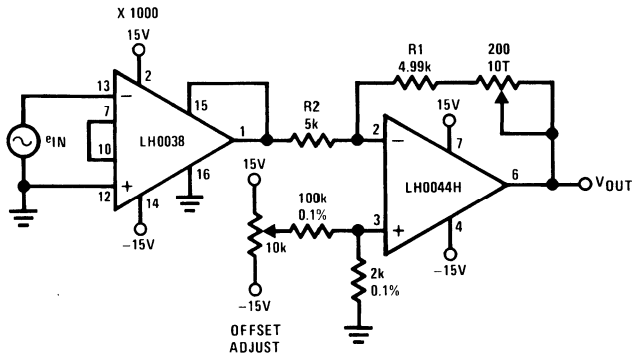 X 1000
15V
2
13
−
7
10
LH0038
15
1
16
+
12
14
−15V
eIN
R2
5k
R1
4.99k
200
10T
15V
7
2
−
LH0044H
6
VOUT
3
+
4
−15V
15V
10k
−15V
OFFSET
ADJUST
100k
0.1%
2k
0.1%